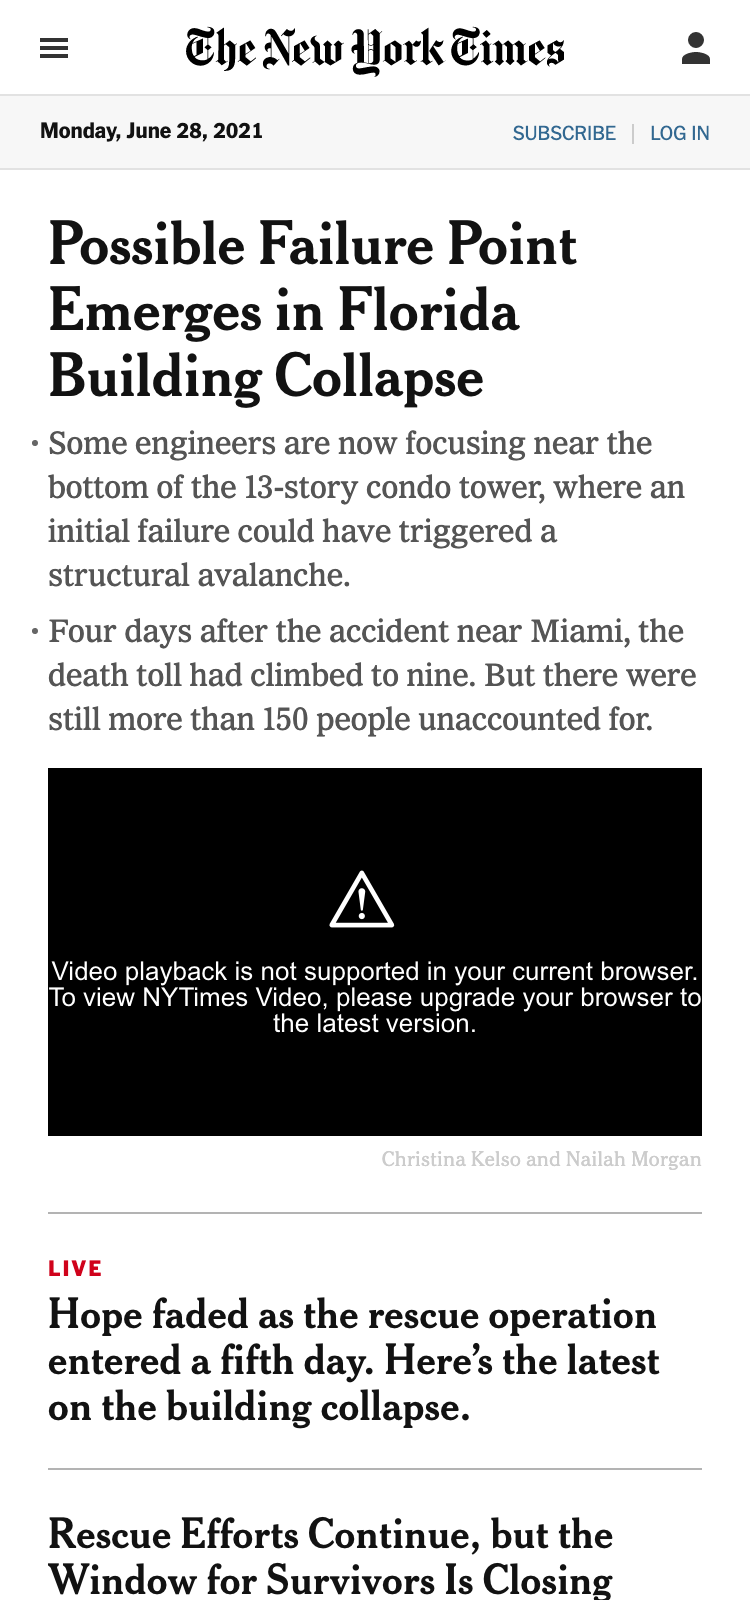 The New York Times
Monday, June 28, 2021
SUBSCRIBE | LOG IN
Possible Failure Point
Emerges in Florida
Building Collapse
• Some engineers are now focusing near the
bottom of the 13-story condo tower, where an
initial failure could have triggered a
structural avalanche.
• Four days after the accident near Miami, the
death toll had climbed to nine. But there were
still more than 150 people unaccounted for.
Video playback is not supported in your current browser.
To view NYTimes Video, please upgrade your browser to
the latest version.
Christina Kelso and Nailah Morgan
LIVE
Hope faded as the rescue operation
entered a fifth day. Here’s the latest
on the building collapse.
Rescue Efforts Continue, but the
Window for Survivors Is Closing